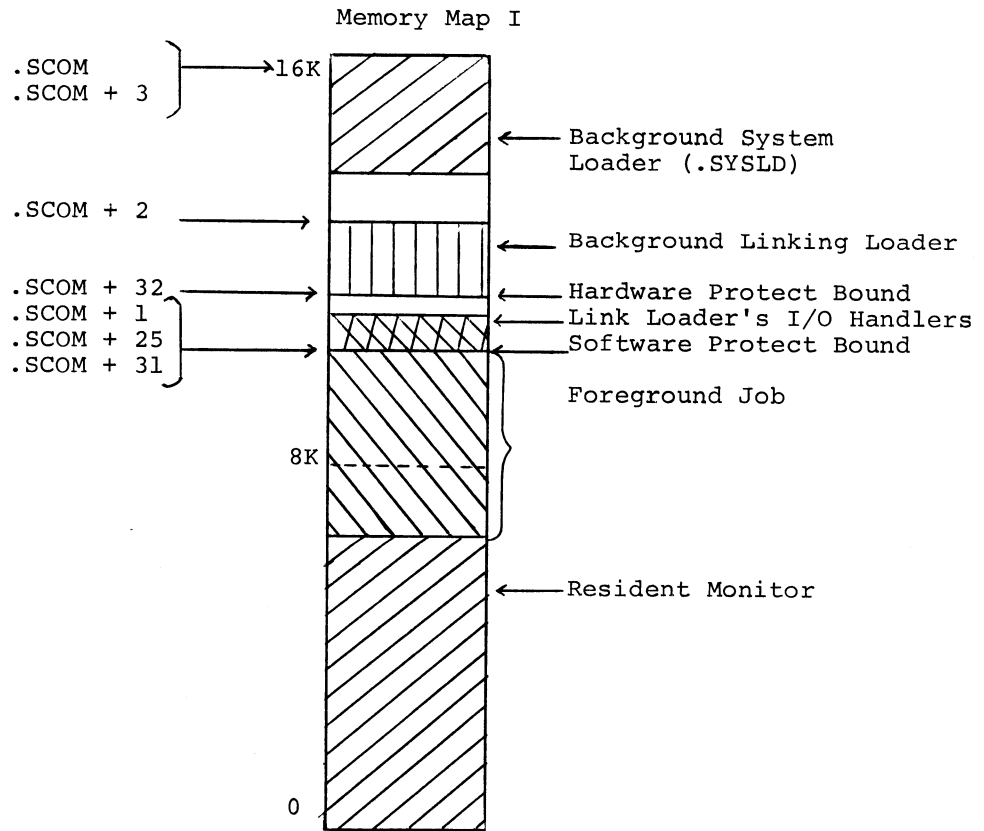 Memory Map I
.SCOM
.SCOM + 3
16K
Background System
Loader (.SYSLD)
.SCOM + 2
Background Linking Loader
.SCOM + 32
Hardware Protect Bound
.SCOM + 1
Link Loader's I/O Handlers
.SCOM + 25
Software Protect Bound
.SCOM + 31
Foreground Job
8K
Resident Monitor
0